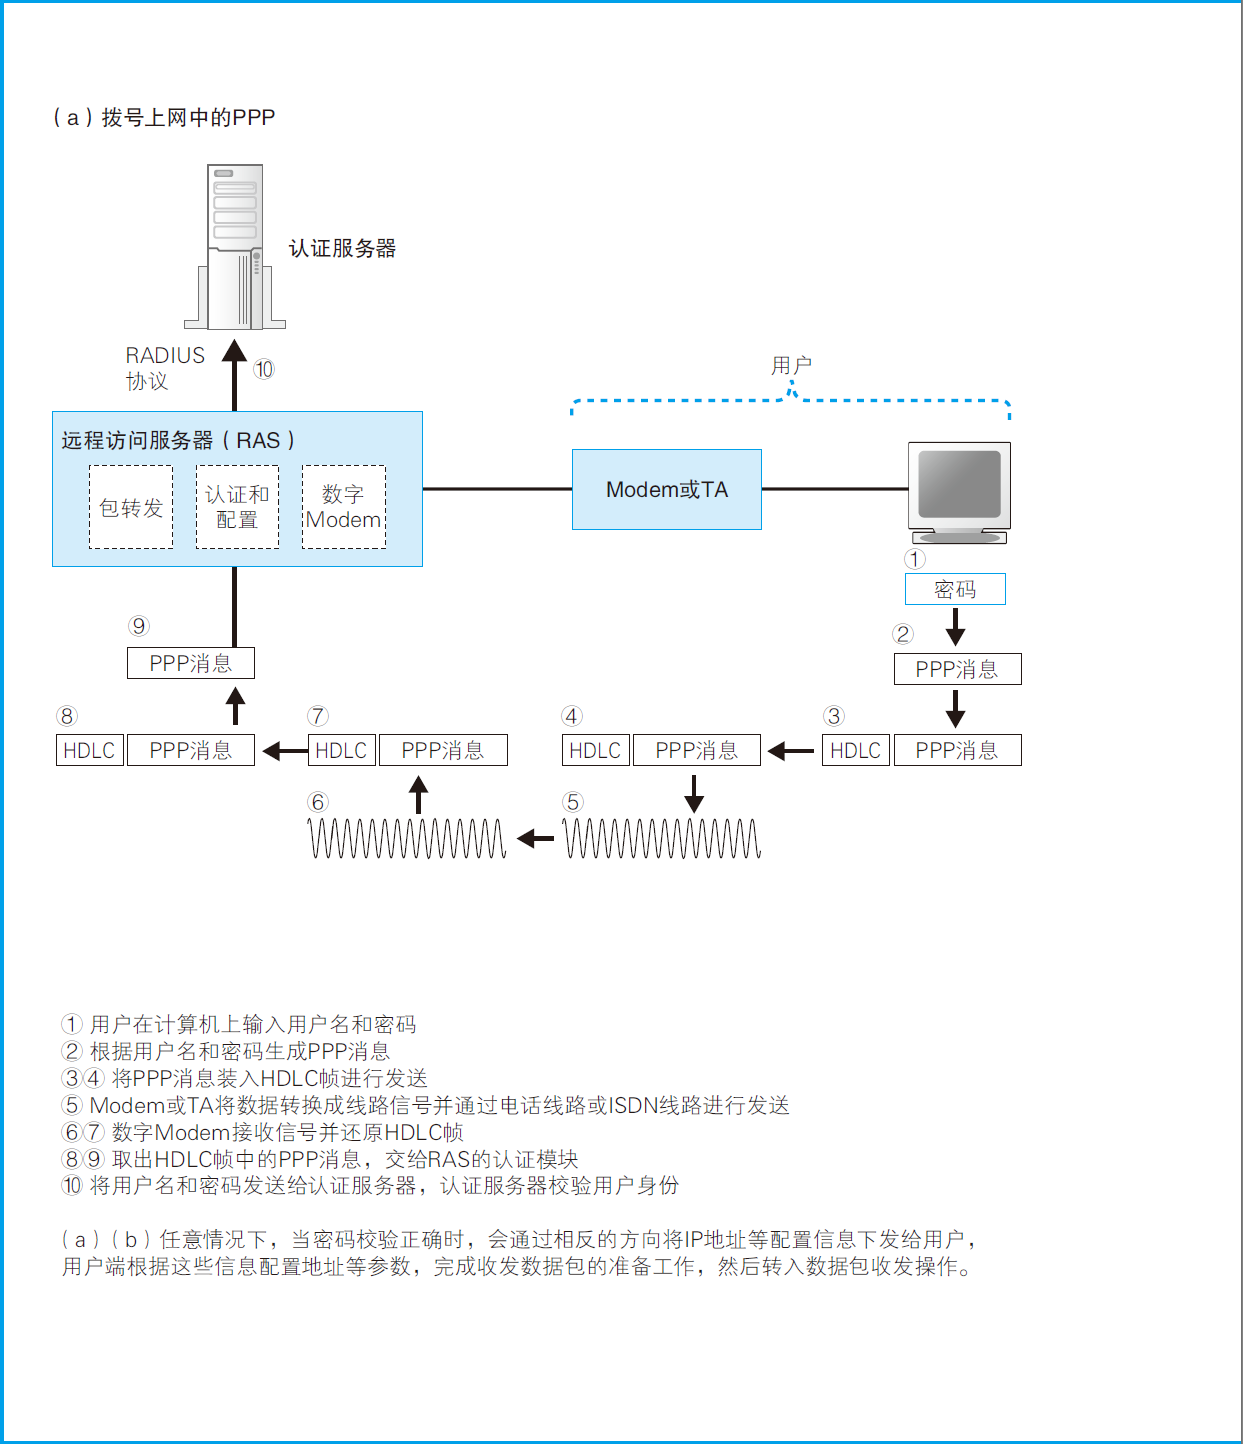 （a）拨号上网中的PPP
认证服务器
RADIUS
协议
⑩
用户
远程访问服务器（RAS）
包转发
认证和
配置
数字
Modem
Modem或TA
①
密码
②
PPP消息
⑨
PPP消息
⑧
HDLC PPP消息
⑦
HDLC PPP消息
④
HDLC PPP消息
③
HDLC PPP消息
⑥
⑤
① 用户在计算机上输入用户名和密码
② 根据用户名和密码生成PPP消息
③④ 将PPP消息装入HDLC帧进行发送
⑤ Modem或TA将数据转换成线路信号并通过电话线路或ISDN线路进行发送
⑥⑦ 数字Modem接收信号并还原HDLC帧
⑧⑨ 取出HDLC帧中的PPP消息，交给RAS的认证模块
⑩ 将用户名和密码发送给认证服务器，认证服务器校验用户身份
（a）（b）任意情况下，当密码校验正确时，会通过相反的方向将IP地址等配置信息下发给用户，
用户端根据这些信息配置地址等参数，完成收发数据包的准备工作，然后转入数据包收发操作。